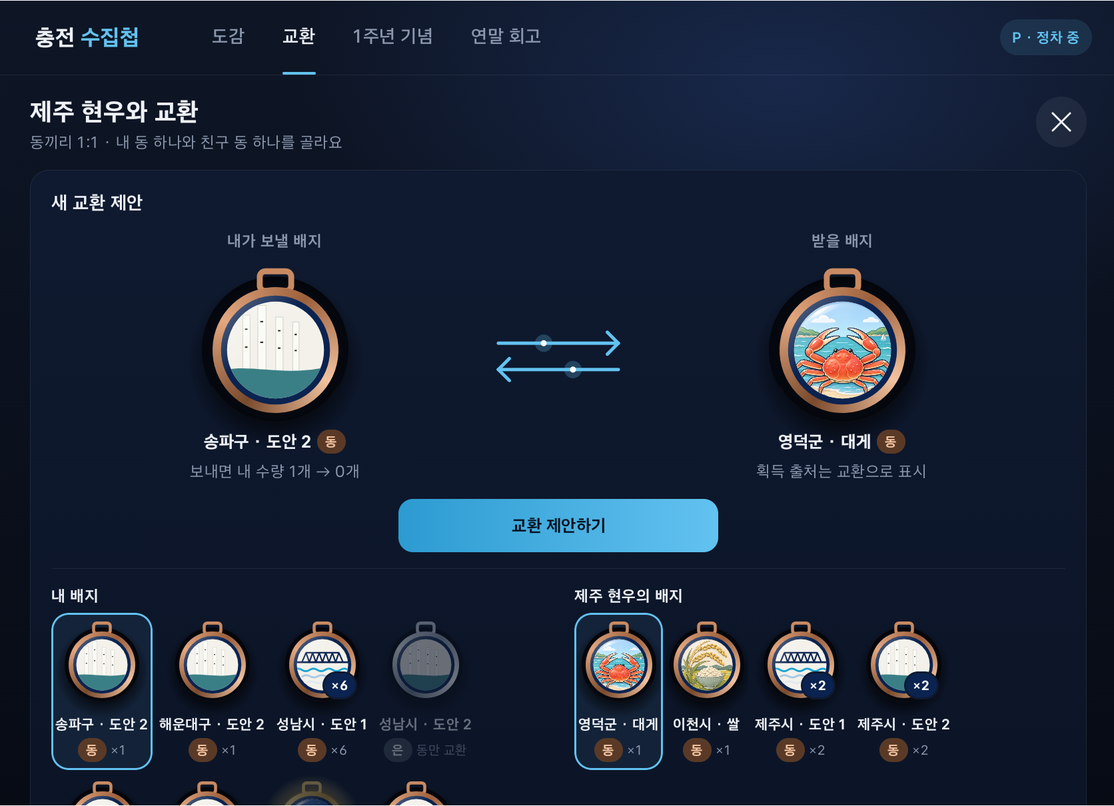 충전 수집첩
도감 교환 1주년 기념 연말 회고
P · 정차 중
제주 현우와 교환
동끼리 1:1 · 내 동 하나와 친구 동 하나를 골라요
새 교환 제안
내가 보낼 배지
받을 배지
송파구 · 도안 2 동
보내면 내 수량 1개 → 0개
영덕군 · 대게 동
획득 출처는 교환으로 표시
교환 제안하기
내 배지
×6
송파구 · 도안 2 해운대구 · 도안 2 성남시 · 도안 1 성남시 · 도안 2
동 ×1 동 ×1 동 ×6 은 동만 교환
제주 현우의 배지
×2 ×2
영덕군 · 대게 이천시 · 쌀 제주시 · 도안 1 제주시 · 도안 2
동 ×1 동 ×1 동 ×2 동 ×2